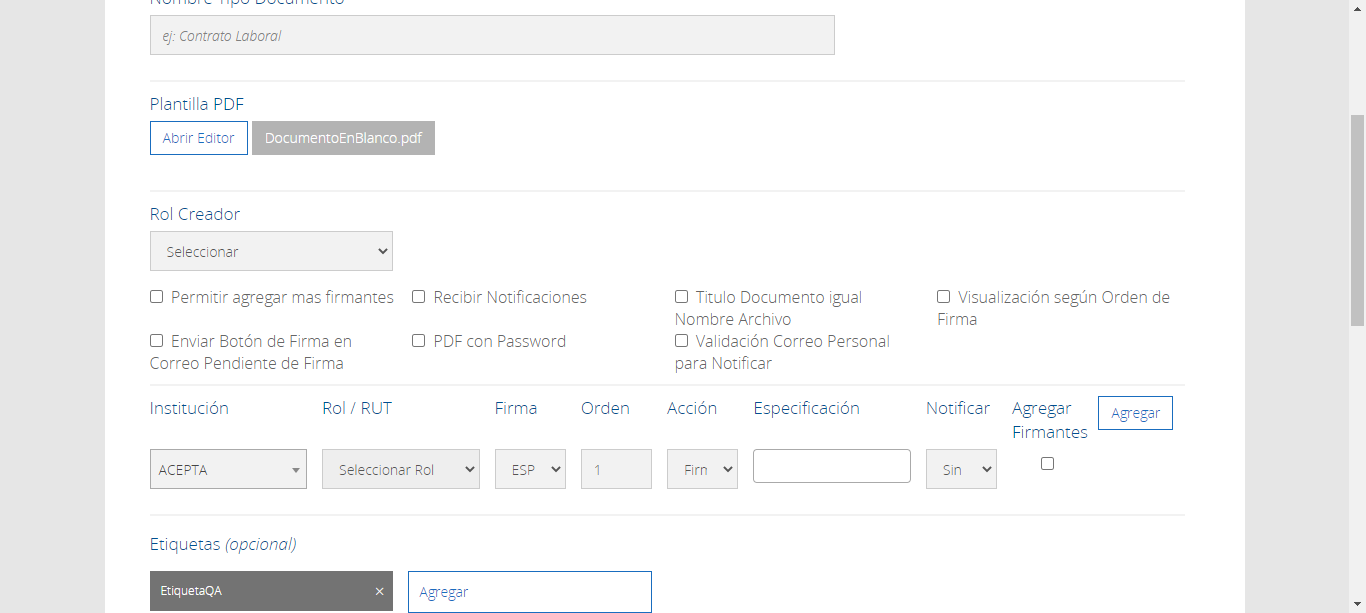 Nombre Tipo Documento
ej: Contrato Laboral
Plantilla PDF
Abrir Editor DocumentoEnBlanco.pdf
Rol Creador
Seleccionar
Permitir agregar mas firmantes Recibir Notificaciones Titulo Documento igual Visualización según Orden de
Nombre Archivo Firma
Enviar Botón de Firma en PDF con Password Validación Correo Personal
Correo Pendiente de Firma para Notificar
Institución Rol / RUT Firma Orden Acción Especificación Notificar Agregar Agregar
Firmantes
ACEPTA Seleccionar Rol ESP 1 Firn Sin
Etiquetas (opcional)
EtiquetaQA × Agregar